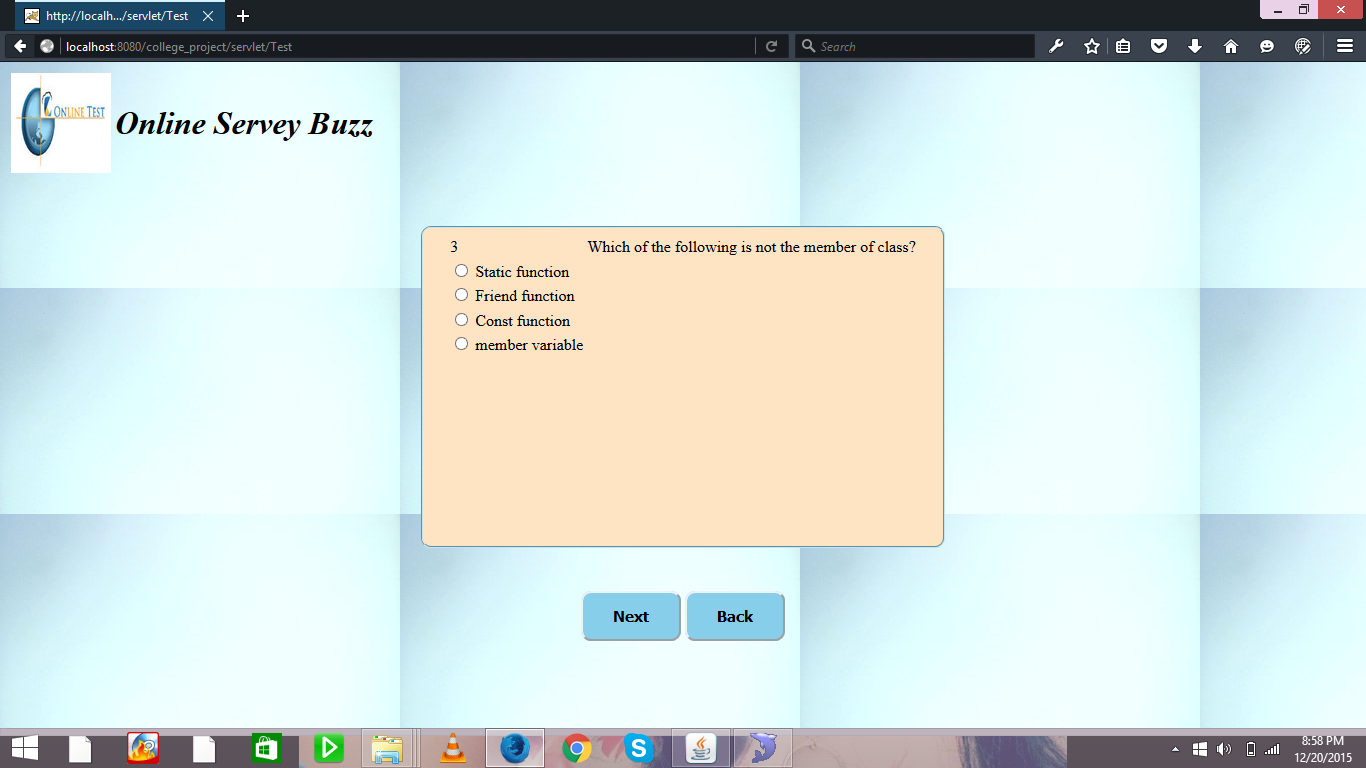 http://localh.../servlet/Test
localhost:8080/college_project/servlet/Test
Search
ONLINE TEST
Online Servey Buzz
3 Which of the following is not the member of class?
Static function
Friend function
Const function
member variable
Next Back
8:58 PM
12/20/2015